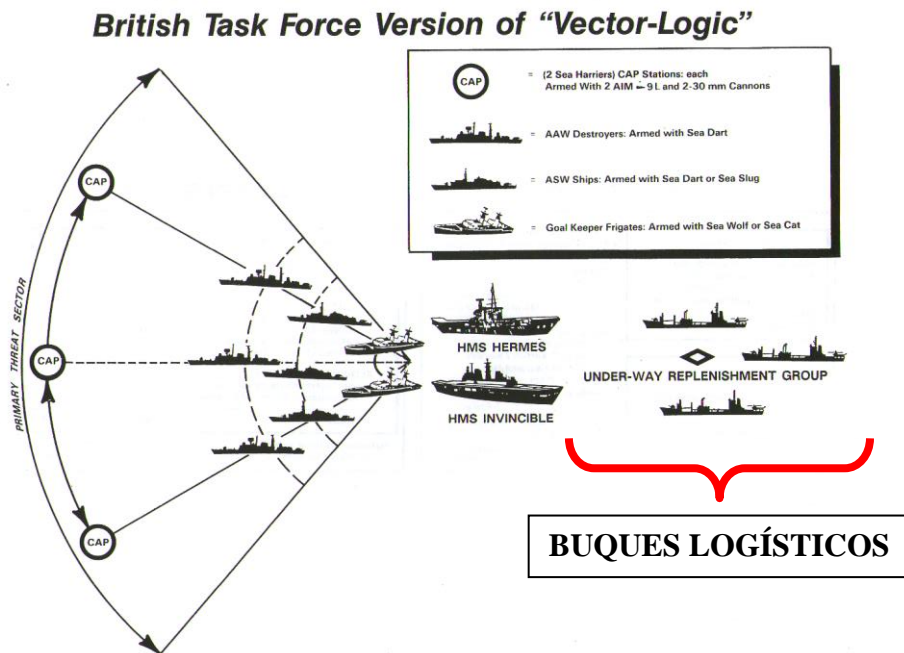 British Task Force Version of “Vector-Logic”
CAP
= (2 Sea Harriers) CAP Stations: each
Armed With 2 AIM – 9L and 2-30 mm Cannons
= AAW Destroyers: Armed with Sea Dart
= ASW Ships: Armed with Sea Dart or Sea Slug
= Goal Keeper Frigates: Armed with Sea Wolf or Sea Cat
PRIMARY THREAT SECTOR
CAP
CAP
CAP
HMS HERMES
HMS INVINCIBLE
UNDER-WAY REPLENISHMENT GROUP
BUQUES LOGÍSTICOS